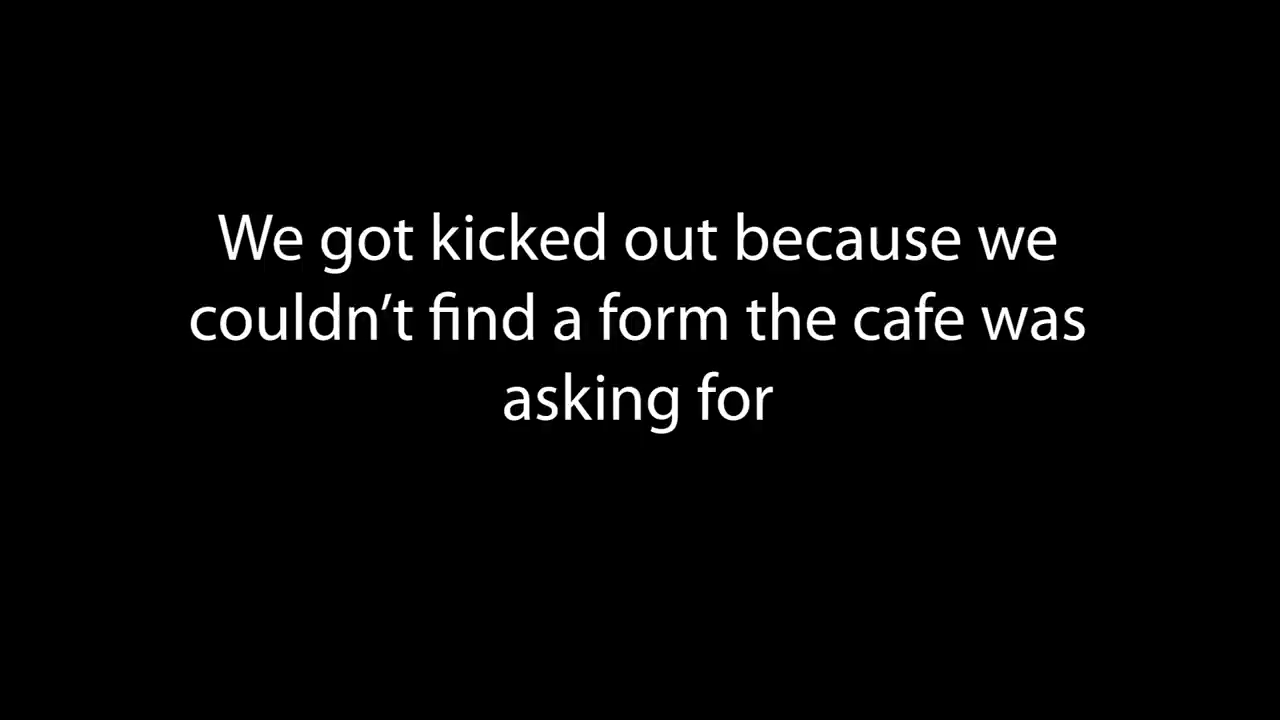 We got kicked out because we
couldn’t find a form the cafe was
asking for